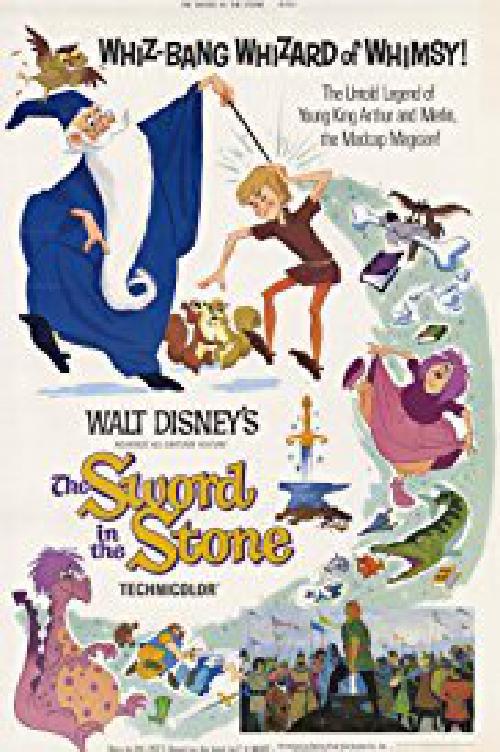 WHIZ-BANG WHIZARD of WHIMSY!
The Untold Legend of
Young King Arthur and Merlin,
the Madcap Magician!
WALT DISNEY'S
The Sword
in the Stone
TECHNICOLOR